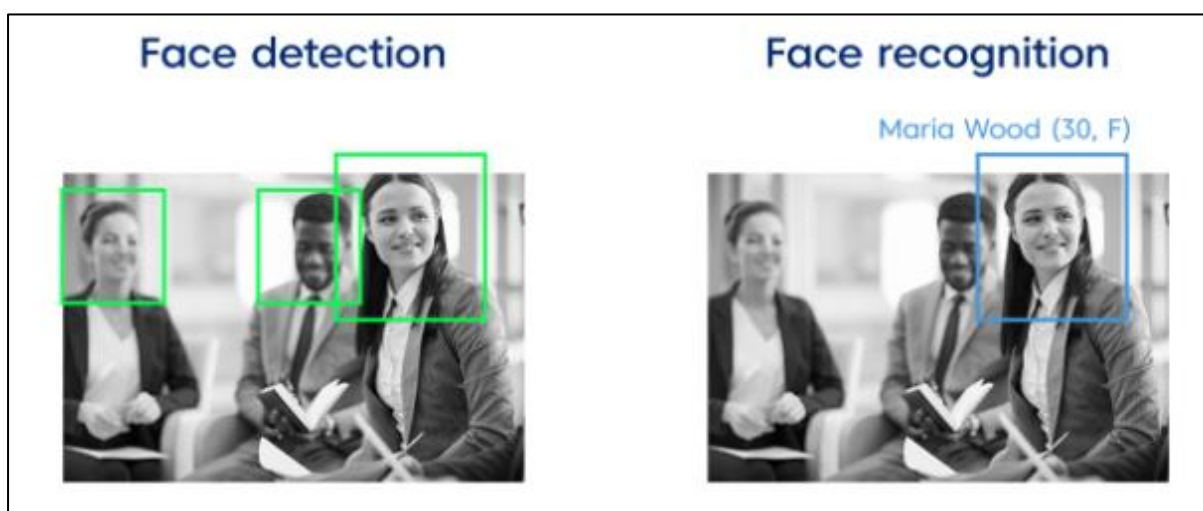 Face detection
Face recognition
Maria Wood (30, F)